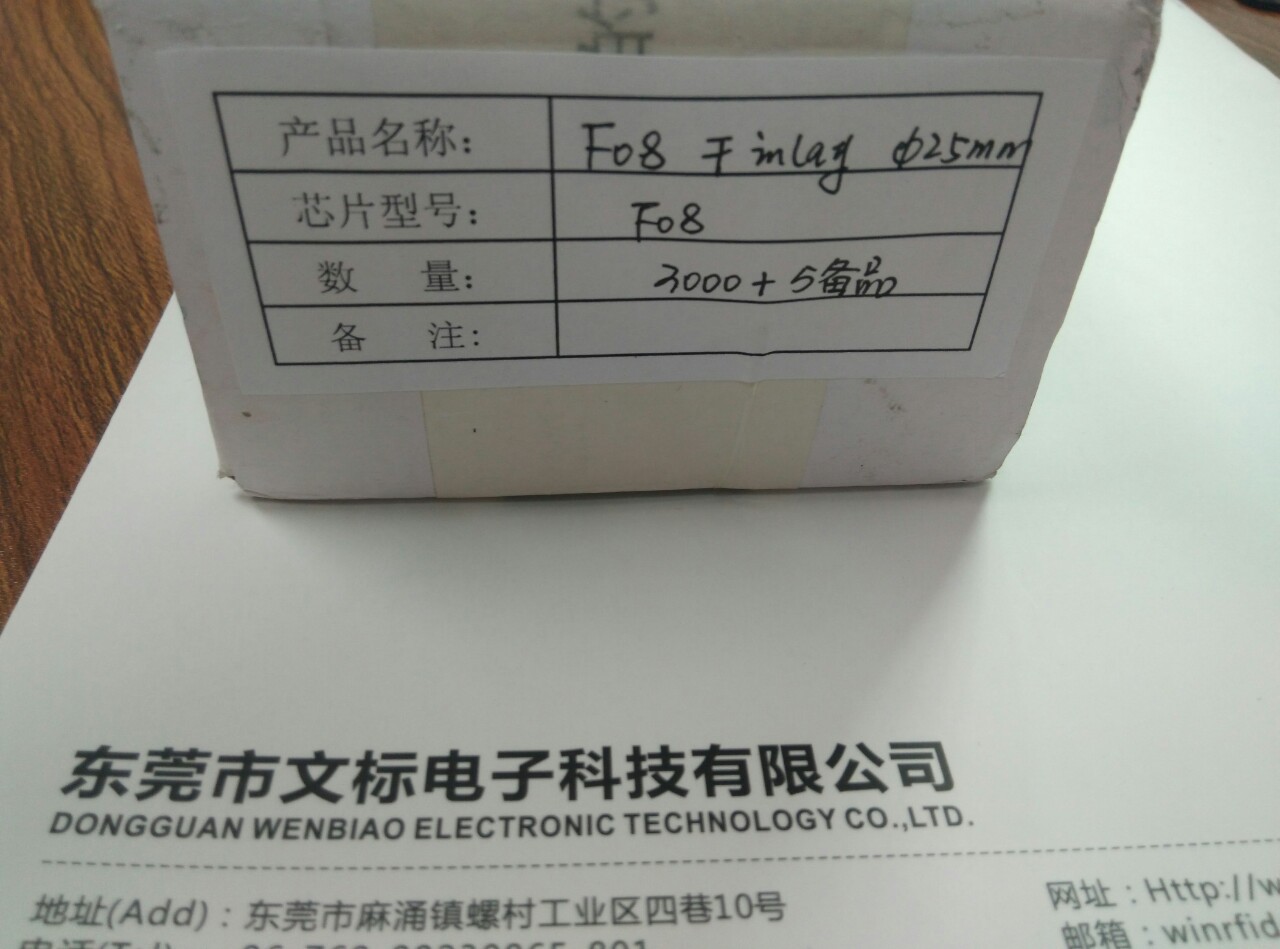 产品名称： F08 干inlay φ25mm
芯片型号： F08
数 量： 3000+5备品
备 注：
东莞市文标电子科技有限公司
DONGGUAN WENBIAO ELECTRONIC TECHNOLOGY CO.,LTD.
地址(Add)：东莞市麻涌镇螺村工业区四巷10号
网址：Http://w
邮箱：winrfid